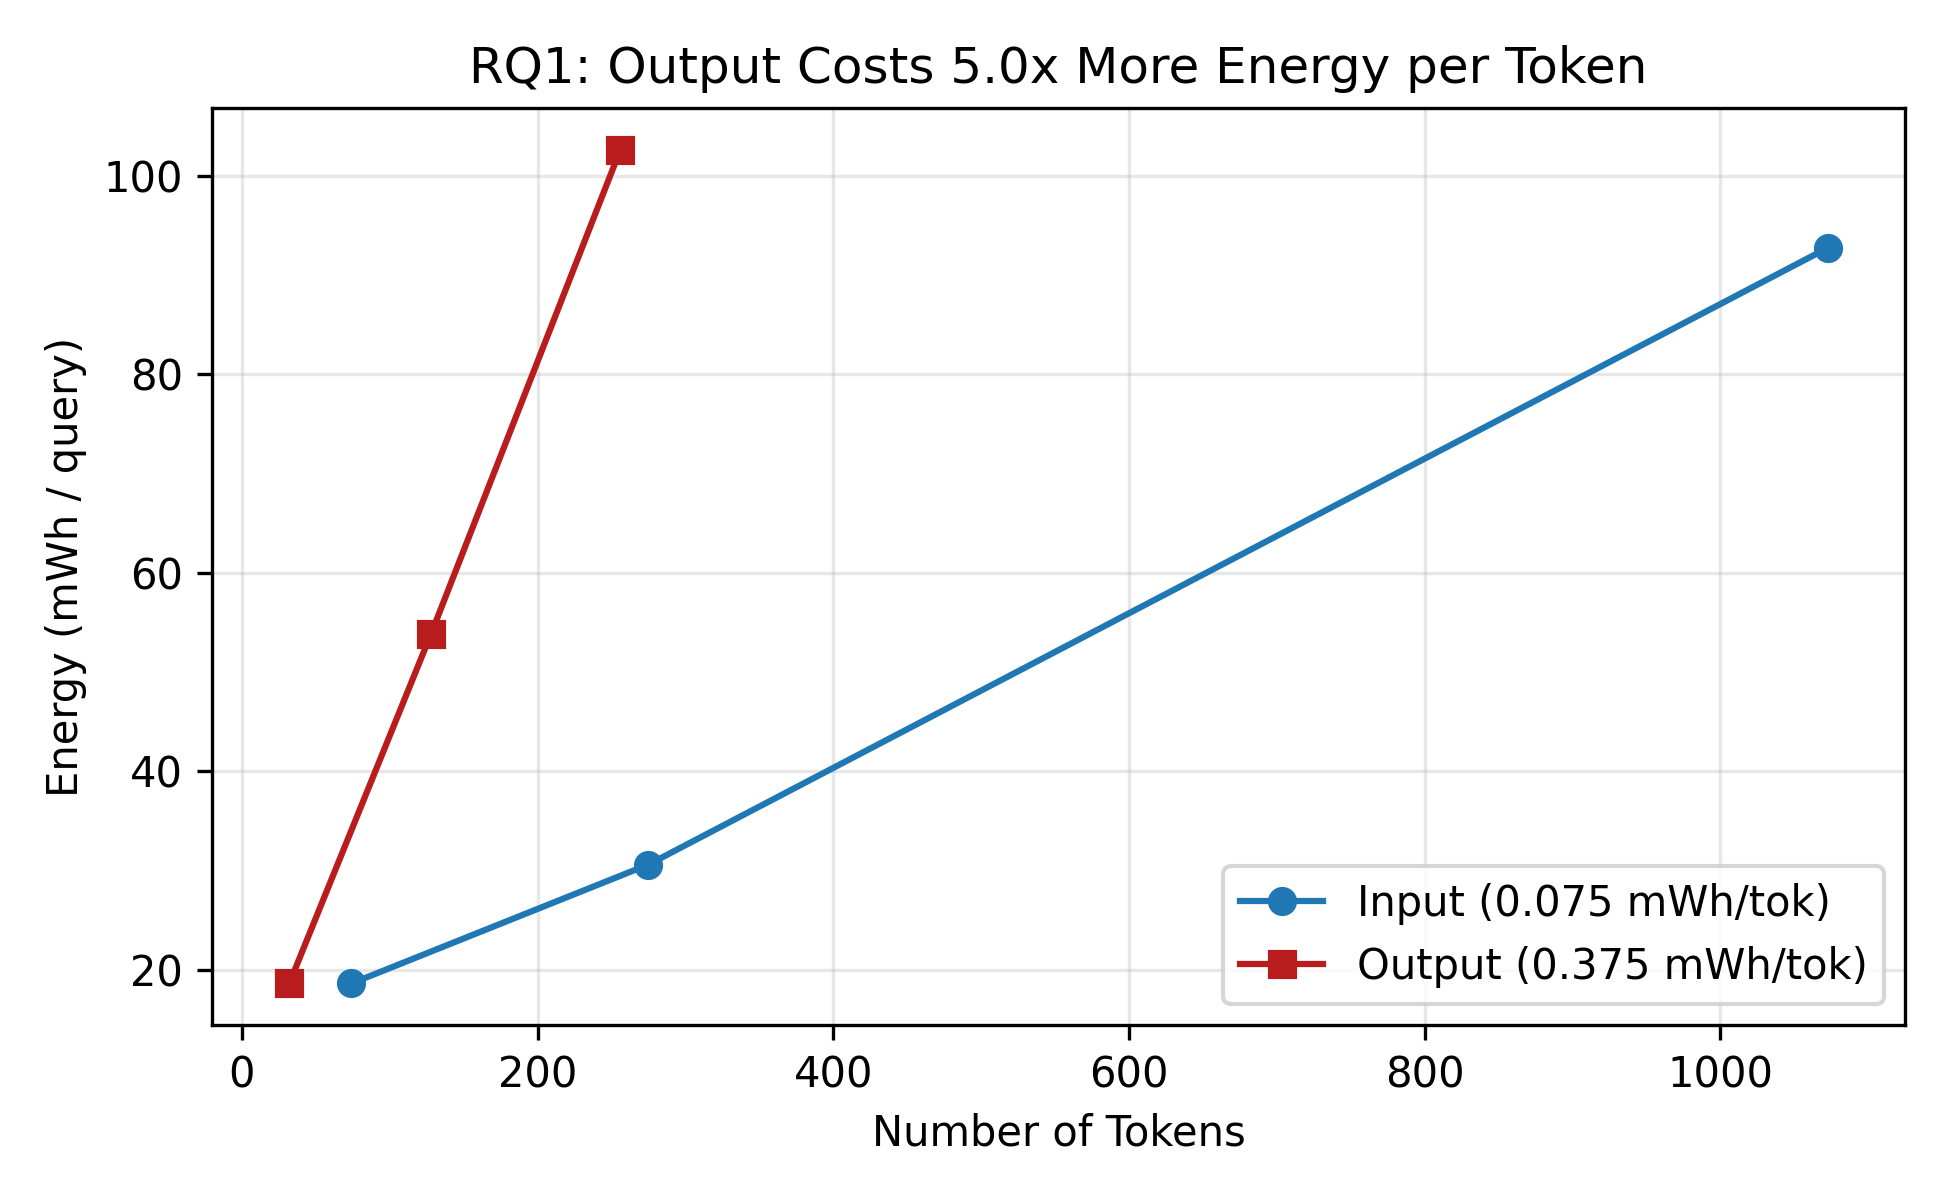 RQ1: Output Costs 5.0x More Energy per Token
Energy (mWh / query)
100
80
60
40
20
0
200
400
600
800
1000
Number of Tokens
Input (0.075 mWh/tok)
Output (0.375 mWh/tok)